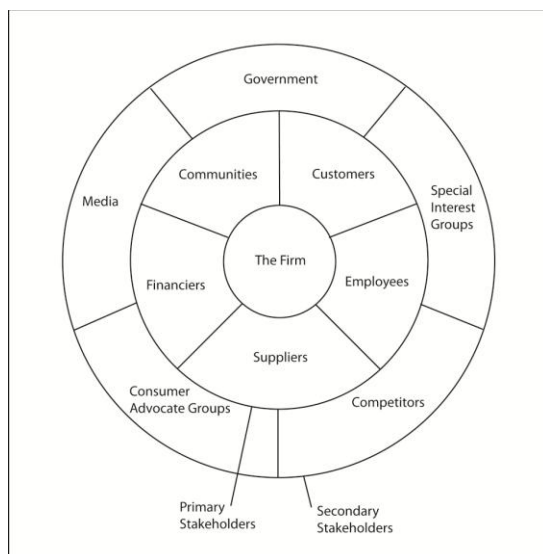 Government
Communities
Customers
Media
Special
Interest
Groups
The Firm
Financiers
Employees
Suppliers
Consumer
Advocate Groups
Competitors
Primary
Stakeholders
Secondary
Stakeholders